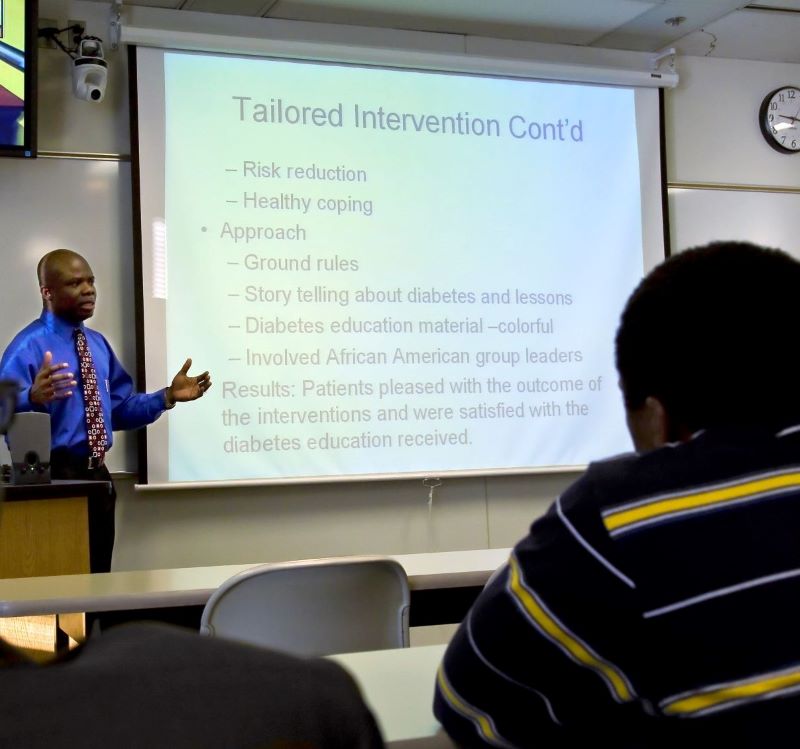 Tailored Intervention Cont'd
– Risk reduction
– Healthy coping
• Approach
– Ground rules
– Story telling about diabetes and lessons
– Diabetes education material –colorful
– Involved African American group leaders
Results: Patients pleased with the outcome of
the interventions and were satisfied with the
diabetes education received.